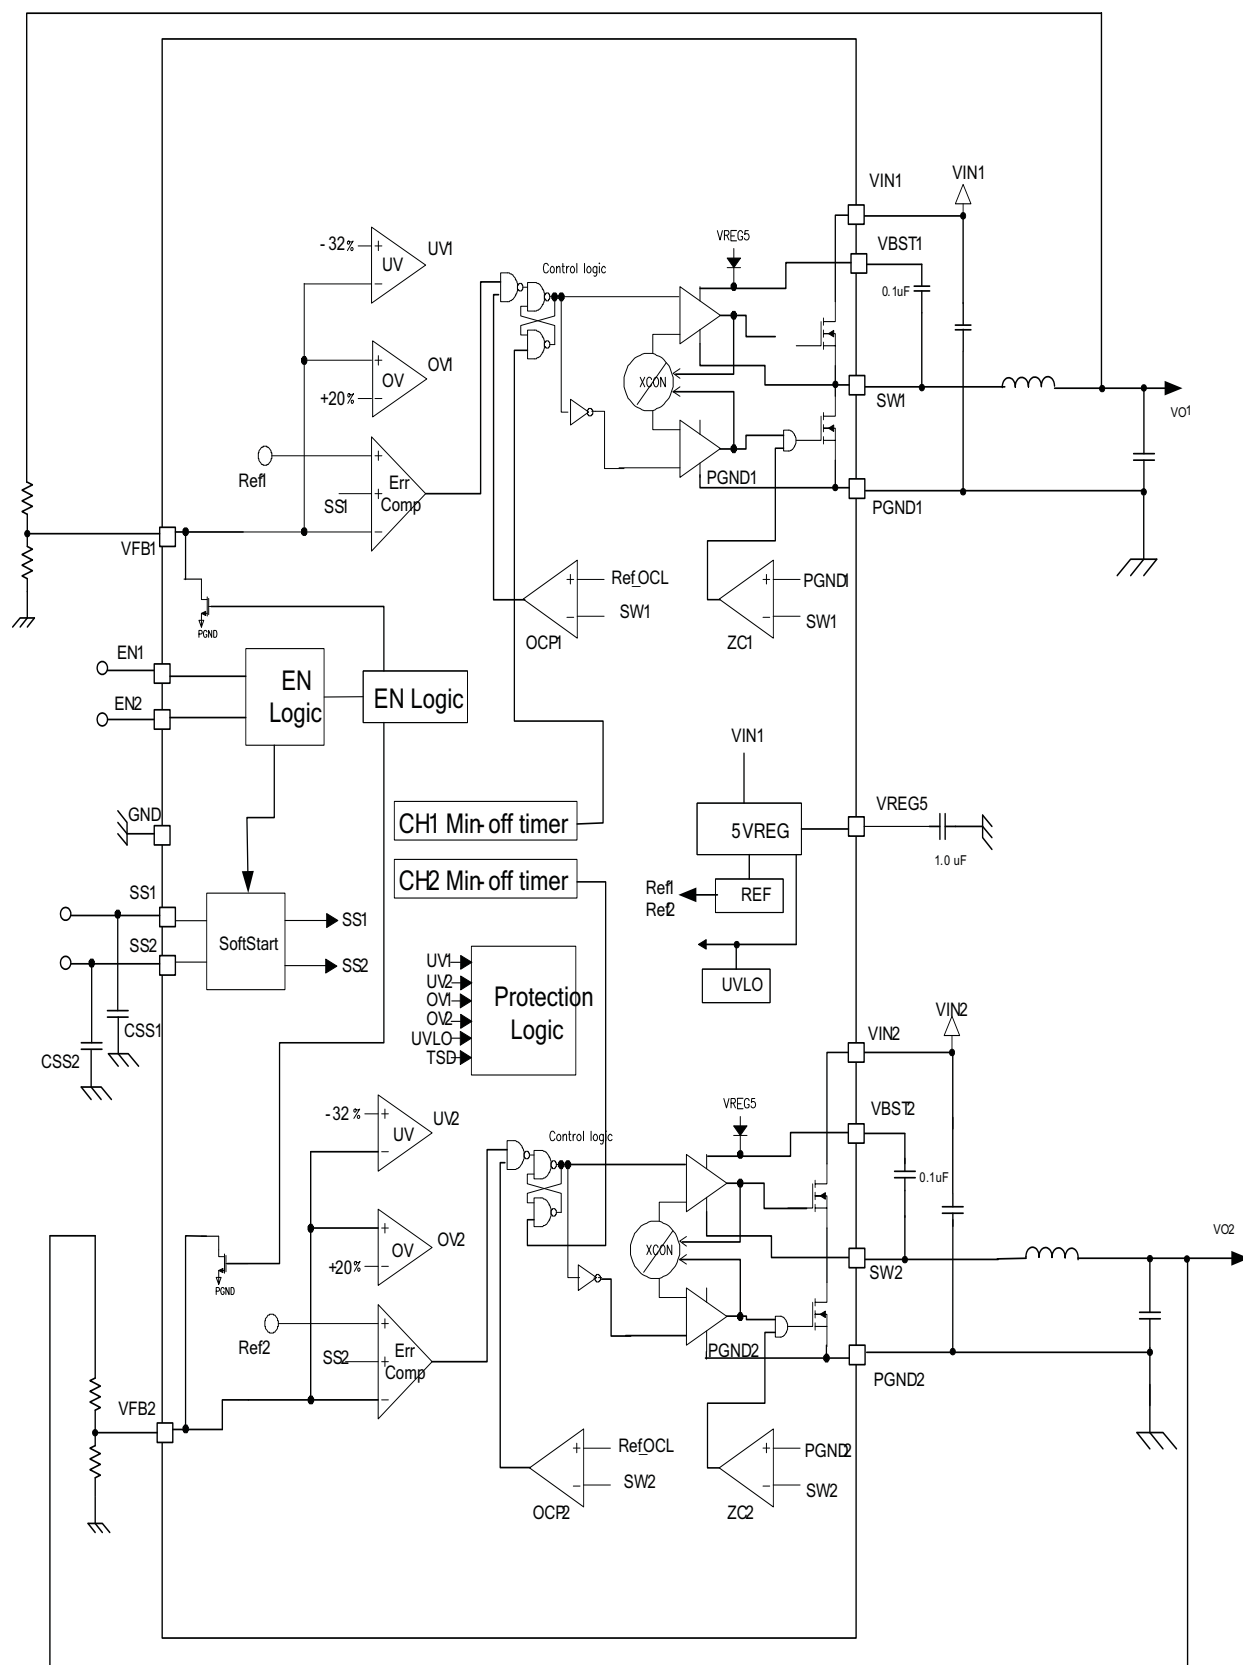 VIN1
VIN1
-32%
UV
UV1
VREG5
VBST1
Control logic
0.1uF
OV
OV1
+20%
XCON
SW1
VO1
Ref1
SS1
Err
Comp
PGND1
PGND1
VFB1
PGND
Ref_OCL
SW1
OCP1
PGND1
SW1
ZC1
EN1
EN2
EN
Logic
EN Logic
VIN1
GND
CH1 Min-off timer
5VREG
VREG5
1.0 uF
CH2 Min-off timer
Ref1
Ref2
REF
SS1
SS2
SoftStart
SS1
SS2
UVLO
UV1
UV2
OV1
OV2
UVLO
TSD
Protection
Logic
CSS1
CSS2
VIN2
VIN2
-32%
UV
UV2
VREG5
VBST2
Control logic
0.1uF
OV
OV2
+20%
XCON
SW2
VO2
PGND
Ref2
SS2
Err
Comp
PGND2
PGND2
VFB2
Ref_OCL
SW2
OCP2
PGND2
SW2
ZC2